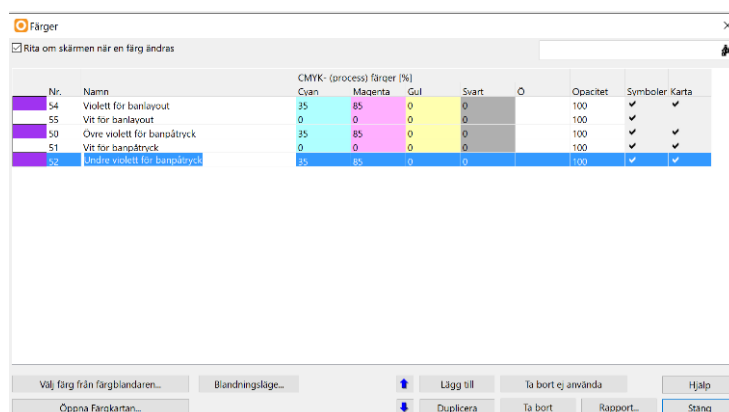 Färger
Rita om skärmen när en färg ändras
CMYK- (process) färger [%]
Nr. Namn Cyan Magenta Gul Svart Ö Opacitet Symboler Karta
54 Violett för banlayout 35 85 0 0 100
55 Vit för banlayout 0 0 0 0 100
50 Övre violett för banpåtryck 35 85 0 0 100
51 Vit för banpåtryck 0 0 0 0 100
52 Undre violett för banpåtryck 35 85 0 0 100
Välj färg från färgblandaren... Blandningsläge... Lägg till Ta bort ej använda Hjälp
Öppna Färgkartan... Duplicera Ta bort Rapport... Stäng